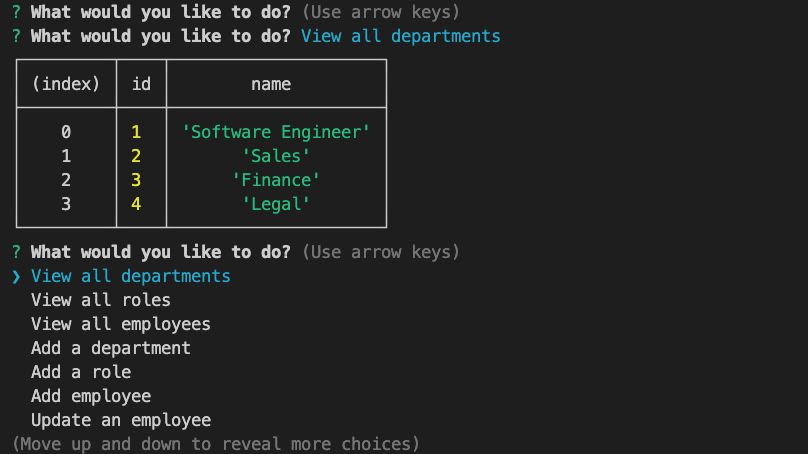 ? What would you like to do? (Use arrow keys)
? What would you like to do? View all departments
(index) id name
0 1 'Software Engineer'
1 2 'Sales'
2 3 'Finance'
3 4 'Legal'
? What would you like to do? (Use arrow keys)
❯ View all departments
View all roles
View all employees
Add a department
Add a role
Add employee
Update an employee
(Move up and down to reveal more choices)